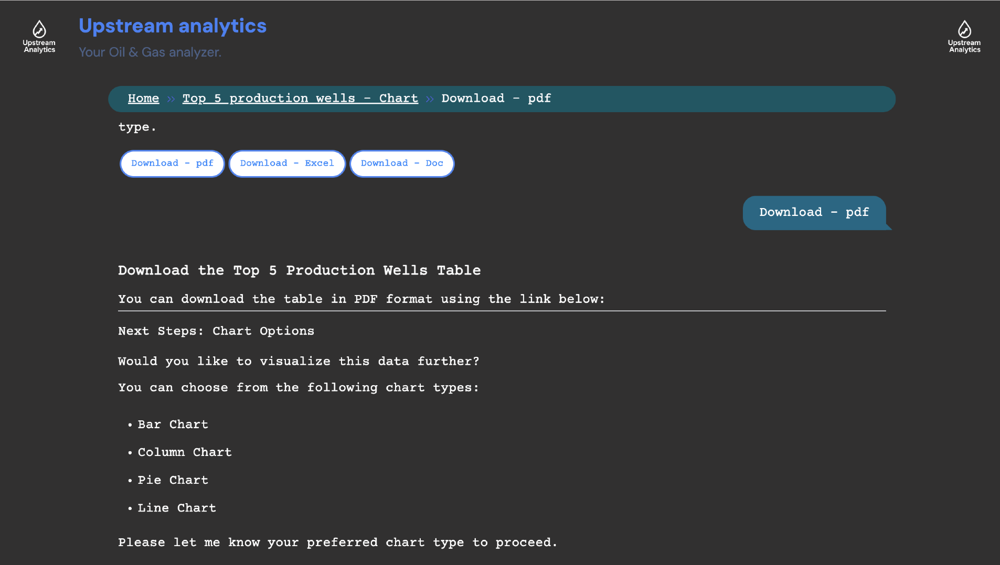 Upstream analytics
Your Oil & Gas analyzer.
Upstream
Analytics
Upstream
Analytics
Home » Top 5 production wells - Chart » Download - pdf
type.
Download - pdf Download - Excel Download - Doc
Download - pdf
Download the Top 5 Production Wells Table
You can download the table in PDF format using the link below:
Next Steps: Chart Options
Would you like to visualize this data further?
You can choose from the following chart types:
• Bar Chart
• Column Chart
• Pie Chart
• Line Chart
Please let me know your preferred chart type to proceed.